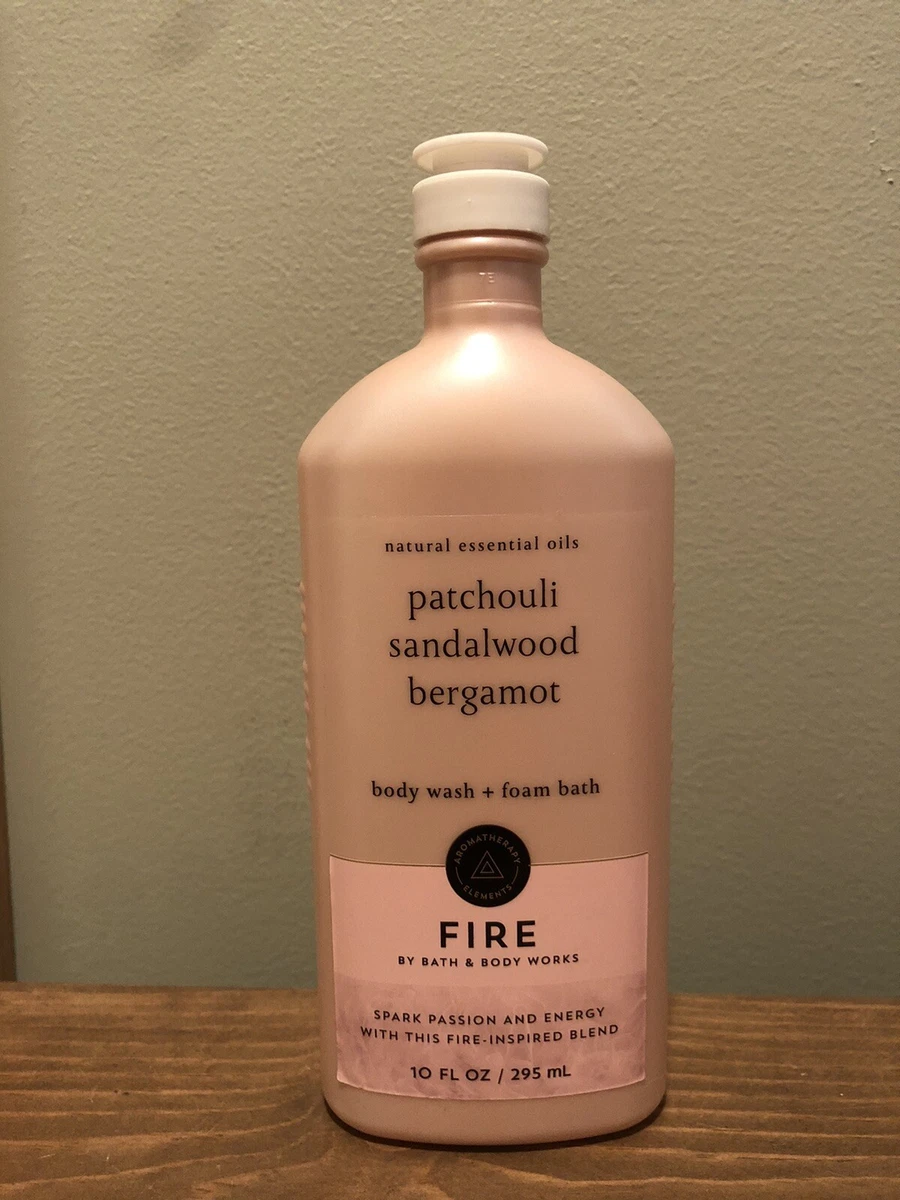 TE
natural essential oils
patchouli
sandalwood
bergamot
body wash + foam bath
AROMATHERAPY
ELEMENTS
FIRE
BY BATH & BODY WORKS
SPARK PASSION AND ENERGY
WITH THIS FIRE-INSPIRED BLEND
10 FL OZ / 295 mL